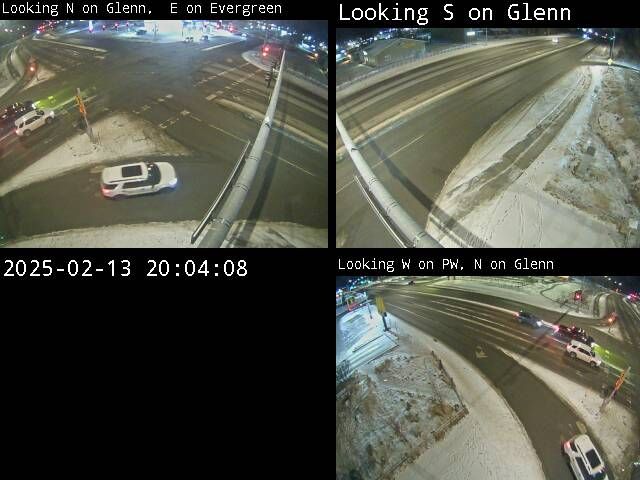 Looking N on Glenn,  E on Evergreen
Looking S on Glenn
2025-02-13 20:04:08
Looking W on PW, N on Glenn